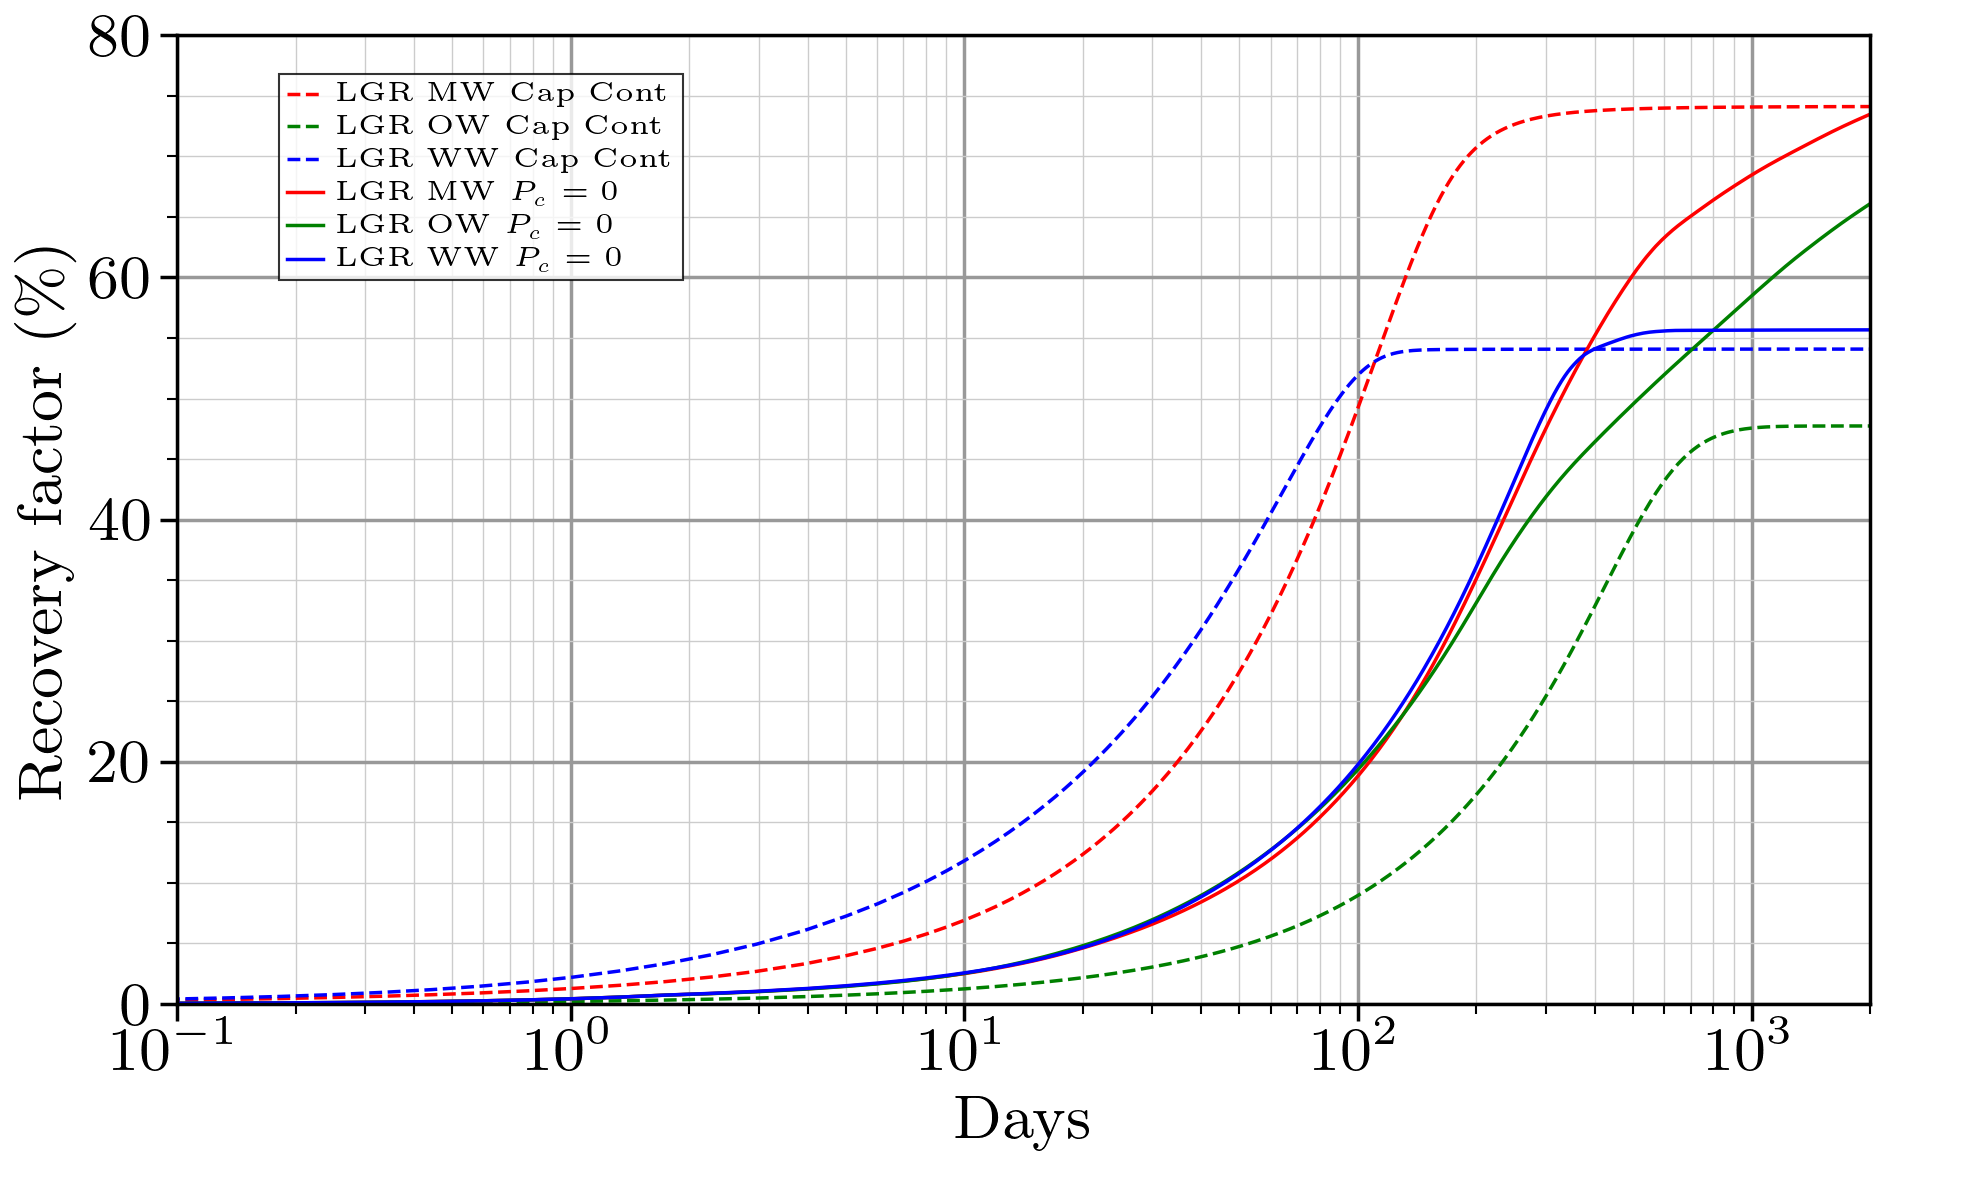 80
60
40
20
0
Recovery factor (%)
LGR MW Cap Cont
LGR OW Cap Cont
LGR WW Cap Cont
LGR MW P_c = 0
LGR OW P_c = 0
LGR WW P_c = 0
10^−1 10^0 10^1 10^2 10^3
Days